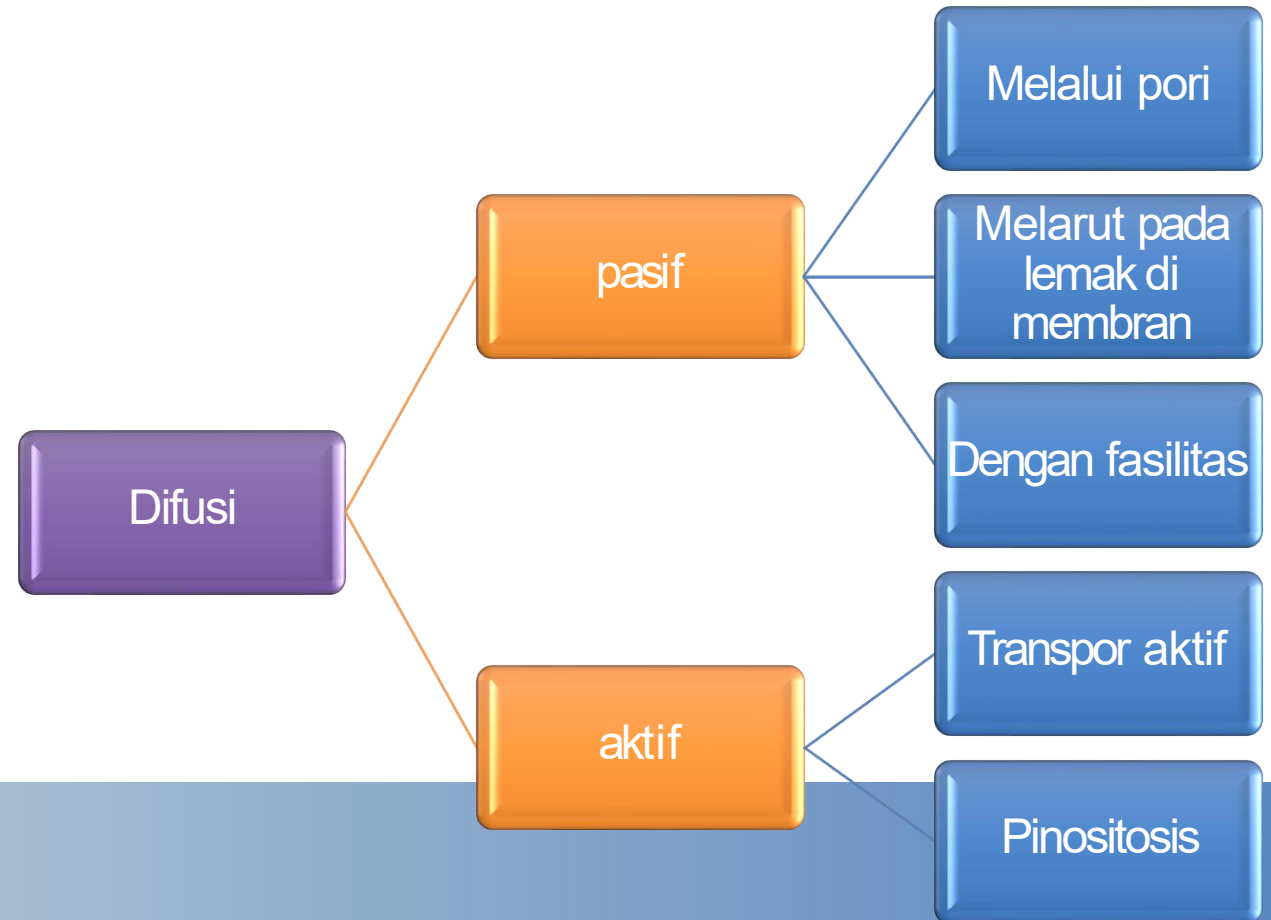 Difusi
pasif
Melalui pori
Melarut pada
lemak di
membran
Dengan fasilitas
aktif
Transpor aktif
Pinositosis